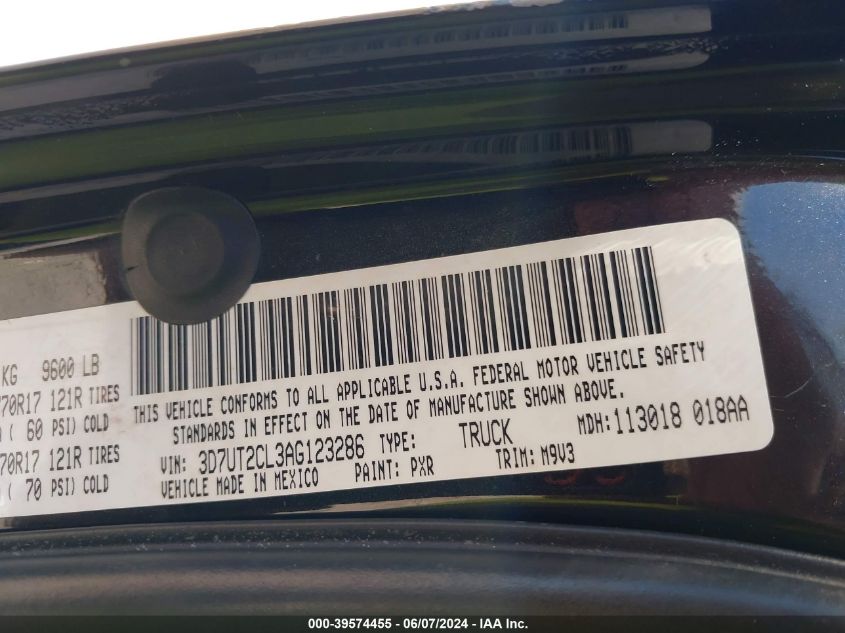 KG 9600 LB
70R17 121R TIRES
( 60 PSI) COLD
70R17 121R TIRES
( 70 PSI) COLD
THIS VEHICLE CONFORMS TO ALL APPLICABLE U.S.A. FEDERAL MOTOR VEHICLE SAFETY
STANDARDS IN EFFECT ON THE DATE OF MANUFACTURE SHOWN ABOVE.
VIN: 3D7UT2CL3AG123286 TYPE: TRUCK MDH:113018 018AA
VEHICLE MADE IN MEXICO PAINT: PXR TRIM: M9V3
000-39574455 - 06/07/2024 - IAA Inc.